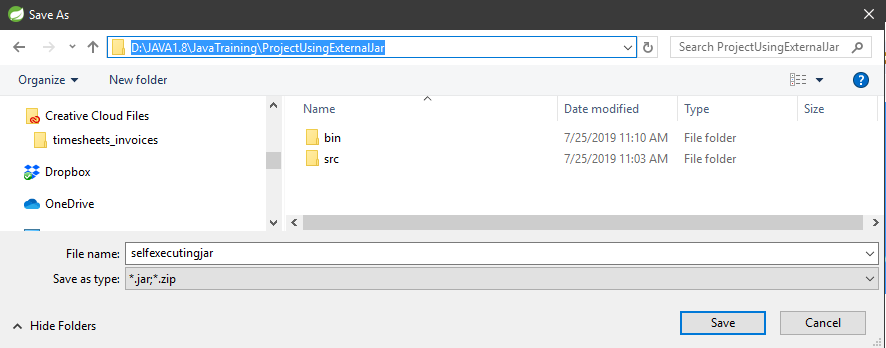 Save As
D:\JAVA1.8\JavaTraining\ProjectUsingExternalJar
Search ProjectUsingExternalJar
Organize
New folder
?
Creative Cloud Files
timesheets_invoices
Dropbox
OneDrive
Name Date modified Type Size
bin 7/25/2019 11:10 AM File folder
src 7/25/2019 11:03 AM File folder
File name: selfexecutingjar
Save as type: *.jar;*.zip
Hide Folders
Save
Cancel